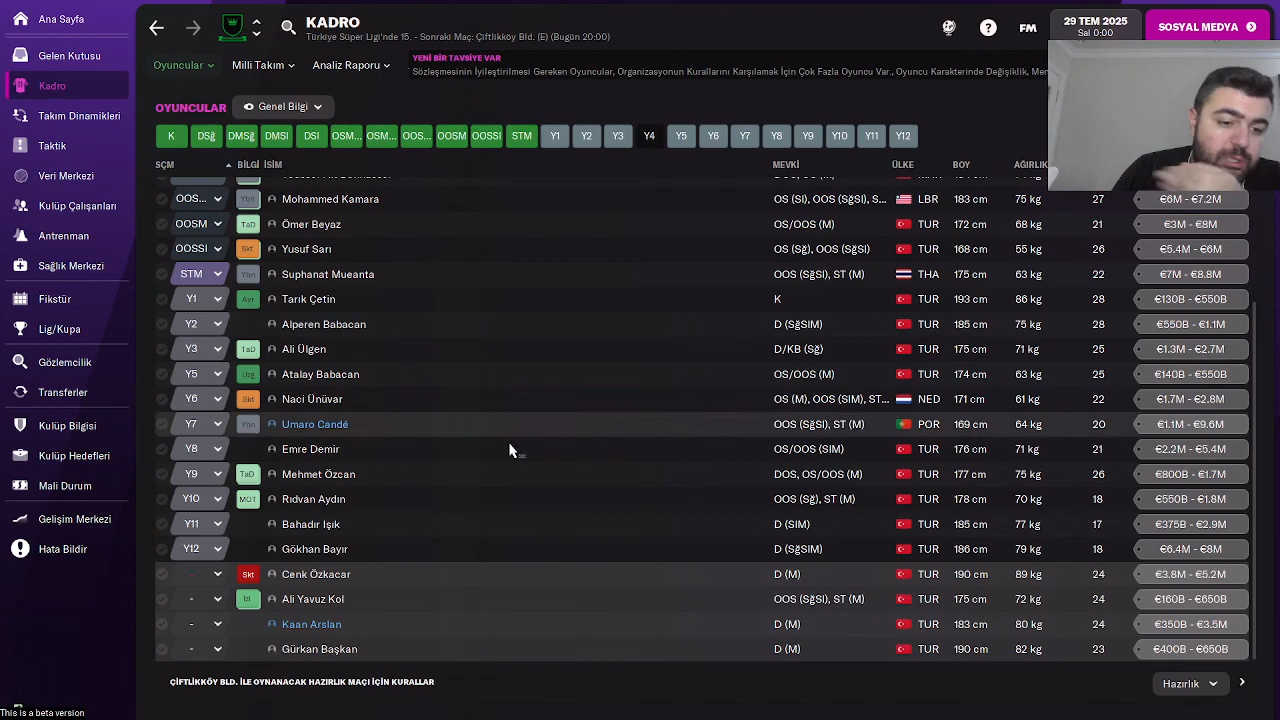 Ana Sayfa
Gelen Kutusu
Kadro
Takım Dinamikleri
Taktik
Veri Merkezi
Kulüp Çalışanları
Antrenman
Sağlık Merkezi
Fikstür
Lig/Kupa
Gözlemcilik
Transferler
Kulüp Bilgisi
Kulüp Hedefleri
Mali Durum
Gelişim Merkezi
Hata Bildir
This is a beta version
KADRO
Türkiye Süper Ligi'nde 15. - Sonraki Maç: Çiftlikköy Bld. (E) (Bugün 20:00)
FM
29 TEM 2025
Sal 0:00
SOSYAL MEDYA
Oyuncular Milli Takım Analiz Raporu
YENİ BİR TAVSİYE VAR
Sözleşmesinin İyileştirilmesi Gereken Oyuncular, Organizasyonun Kurallarını Karşılamak İçin Çok Fazla Oyuncu Var., Oyuncu Karakterinde Değişiklik, Men
OYUNCULAR Genel Bilgi
K DSğ DMSğ DMSI DSI OSM... OSM... OOS... OOSM OOSSI STM Y1 Y2 Y3 Y4 Y5 Y6 Y7 Y8 Y9 Y10 Y11 Y12
SÇM BİLGİ İSİM MEVKİ ÜLKE BOY AĞIRLIK
OOS... Ybn Mohammed Kamara OS (SI), OOS (SğSI), S... LBR 183 cm 75 kg 27 €6M - €7.2M
OOSM TaD Ömer Beyaz OS/OOS (M) TUR 172 cm 68 kg 21 €3M - €8M
OOSSI Skt Yusuf Sarı OS (Sğ), OOS (SğSI) TUR 168 cm 55 kg 26 €5.4M - €6M
STM Ybn Suphanat Mueanta OOS (SğSI), ST (M) THA 175 cm 63 kg 22 €7M - €8.8M
Y1 Ayr Tarık Çetin K TUR 193 cm 86 kg 28 €130B - €550B
Y2 Alperen Babacan D (SğSIM) TUR 185 cm 75 kg 28 €550B - €1.1M
Y3 TaD Ali Ülgen D/KB (Sğ) TUR 175 cm 71 kg 25 €1.3M - €2.7M
Y5 Uzg Atalay Babacan OS/OOS (M) TUR 174 cm 63 kg 25 €140B - €550B
Y6 Skt Naci Ünüvar OS (M), OOS (SIM), ST... NED 171 cm 61 kg 22 €1.7M - €2.8M
Y7 Ybn Umaro Candé OOS (SğSI), ST (M) POR 169 cm 64 kg 20 €1.1M - €9.6M
Y8 Emre Demir OS/OOS (SIM) TUR 176 cm 71 kg 21 €2.2M - €5.4M
Y9 TaD Mehmet Özcan DOS, OS/OOS (M) TUR 177 cm 75 kg 26 €800B - €1.7M
Y10 MOT Rıdvan Aydın OOS (Sğ), ST (M) TUR 178 cm 70 kg 18 €550B - €1.8M
Y11 Bahadır Işık D (SIM) TUR 185 cm 77 kg 17 €375B - €2.9M
Y12 Gökhan Bayır D (SğSIM) TUR 186 cm 79 kg 18 €6.4M - €8M
- Skt Cenk Özkacar D (M) TUR 190 cm 89 kg 24 €3.8M - €5.2M
- İzl Ali Yavuz Kol OOS (SğSI), ST (M) TUR 175 cm 72 kg 24 €160B - €650B
- Kaan Arslan D (M) TUR 183 cm 80 kg 24 €350B - €3.5M
- Gürkan Başkan D (M) TUR 190 cm 82 kg 23 €400B - €650B
ÇİFTLİKKÖY BLD. İLE OYNANACAK HAZIRLIK MAÇI İÇİN KURALLAR
Hazırlık